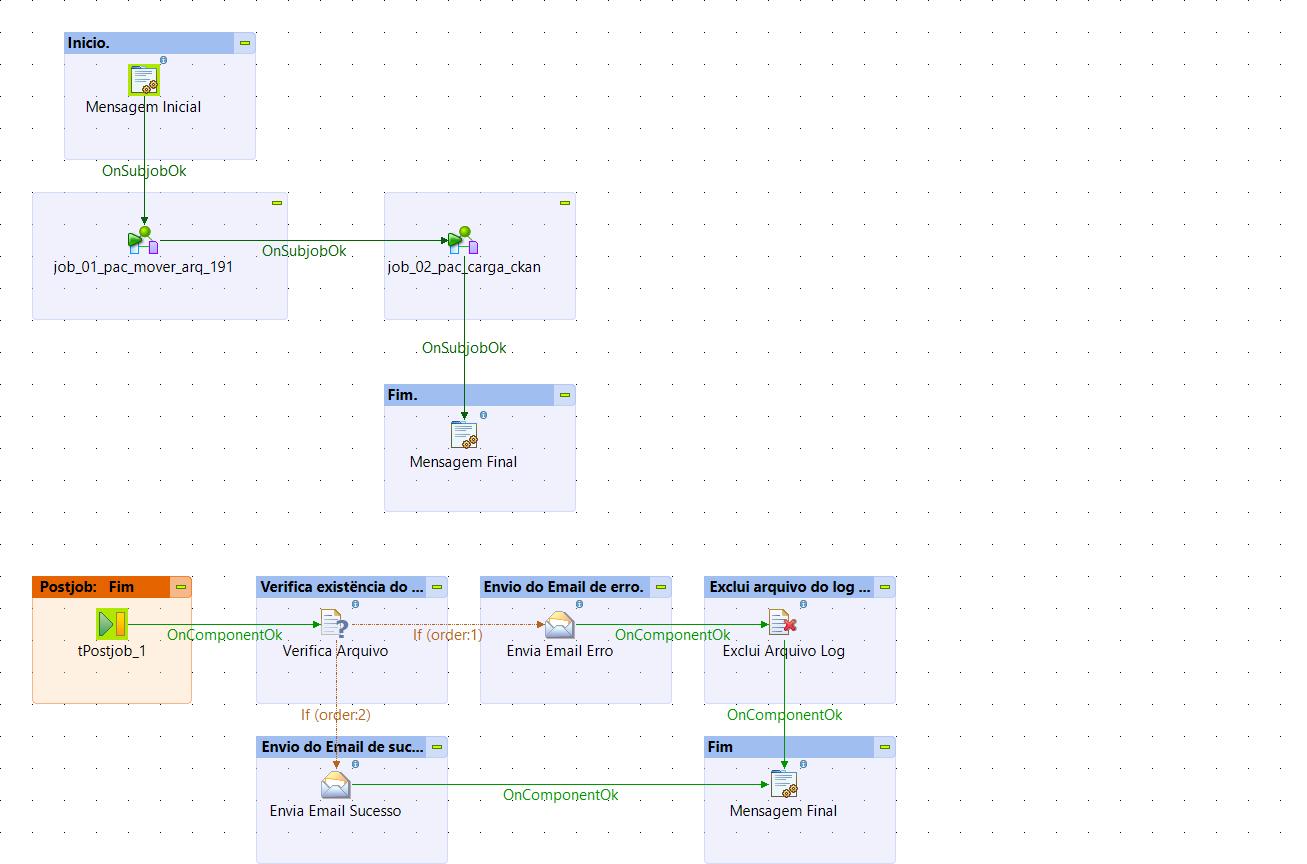 Inicio.
Mensagem Inicial
OnSubjobOk
job_01_pac_mover_arq_191
OnSubjobOk
job_02_pac_carga_ckan
OnSubjobOk
Fim.
Mensagem Final
Postjob: Fim
tPostjob_1
OnComponentOk
Verifica existëncia do ...
Verifica Arquivo
If (order:1)
Envio do Email de erro.
Envia Email Erro
OnComponentOk
Exclui arquivo do log ...
Exclui Arquivo Log
If (order:2)
OnComponentOk
Envio do Email de suc...
Envia Email Sucesso
OnComponentOk
Fim
Mensagem Final